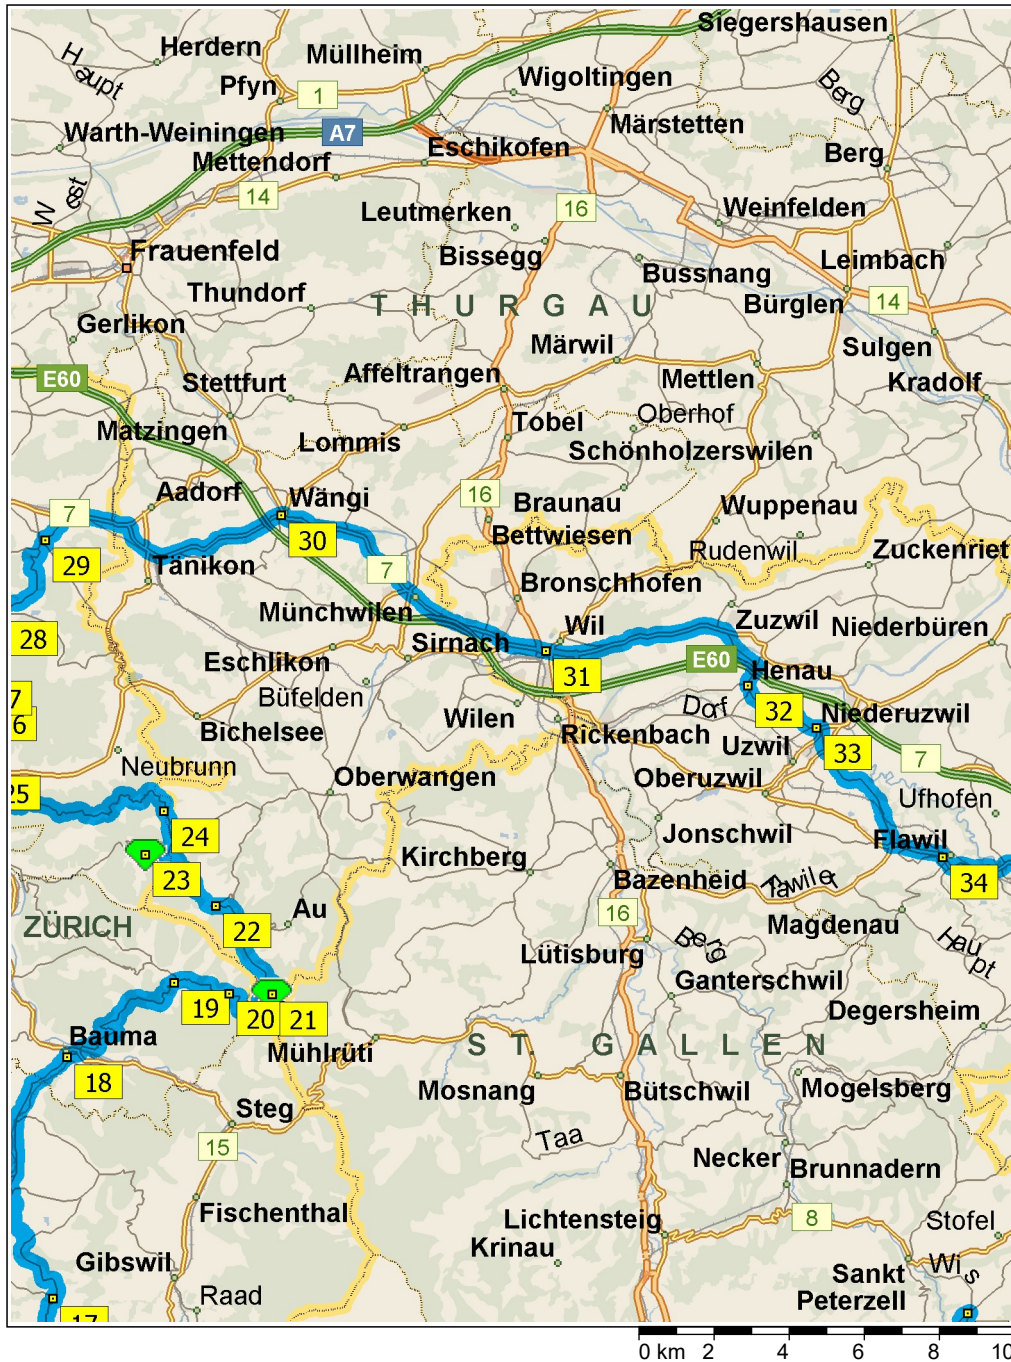 Siegershausen
Herdern
Müllheim
Haupt
Pfyn
Wigoltingen
Berg
1
Märstetten
Warth-Weiningen
A7
Eschikofen
Mettendorf
Berg
West
14
Leutmerken
16
Weinfelden
Frauenfeld
Bissegg
Leimbach
Bussnang
Thundorf
THURGAU
Bürglen
14
Gerlikon
Märwil
Sulgen
E60
Stettfurt
Affeltrangen
Mettlen
Kradolf
Matzingen
Lommis
Tobel
Oberhof
Schönholzerswilen
Aadorf
Wängi
16
Braunau
Wuppenau
7
30
Bettwiesen
Rudenwil
Zuckenriet
29
Tänikon
7
Bronschhofen
Münchwilen
28
Sirnach
Wil
Zuzwil
Niederbüren
Eschlikon
31
E60
Henau
Büfelden
7
6
Wilen
Dorf
32
Niederuzwil
Bichelsee
Rickenbach
Uzwil
33
7
Neubrunn
Oberwangen
Oberuzwil
25
Ufhofen
24
Jonschwil
Flawil
Kirchberg
23
Bazenheid
Flawiler
34
ZÜRICH
22
Au
16
Magdenau
Haupt
Lütisburg
Berg
Ganterschwil
19
20
21
Degersheim
Bauma
Mühlrüti
ST. GALLEN
18
Mosnang
Bütschwil
Mogelsberg
Steg
15
Taa
Necker
Brunnadern
Fischenthal
Lichtensteig
8
Stofel
Krinau
Gibswil
Sankt
Peterzell
Wis
Raad
17
0 km 2 4 6 8 10